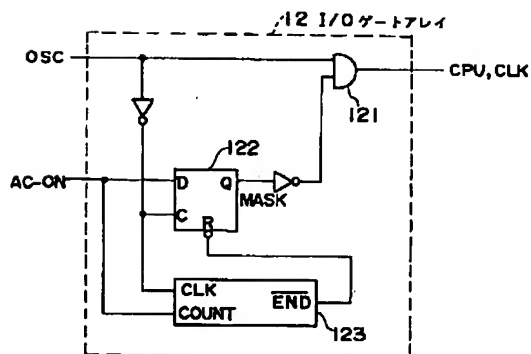 12 I/O ゲートアレイ
OSC
CPU, CLK
121
122
AC-ON
D Q
MASK
C
R
CLK
COUNT
END
123